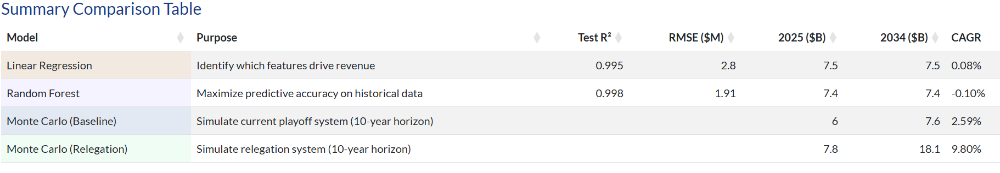 Summary Comparison Table
Model Purpose Test R² RMSE ($M) 2025 ($B) 2034 ($B) CAGR
Linear Regression Identify which features drive revenue 0.995 2.8 7.5 7.5 0.08%
Random Forest Maximize predictive accuracy on historical data 0.998 1.91 7.4 7.4 -0.10%
Monte Carlo (Baseline) Simulate current playoff system (10-year horizon) 6 7.6 2.59%
Monte Carlo (Relegation) Simulate relegation system (10-year horizon) 7.8 18.1 9.80%